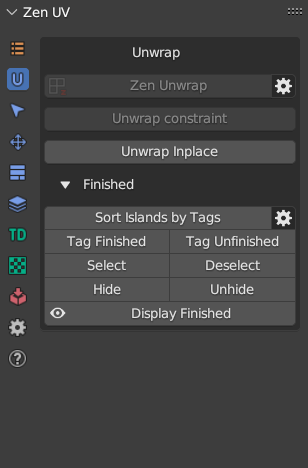 Zen UV
Unwrap
Zen Unwrap
Unwrap constraint
Unwrap Inplace
Finished
Sort Islands by Tags
Tag Finished Tag Unfinished
Select Deselect
Hide Unhide
TD
Display Finished